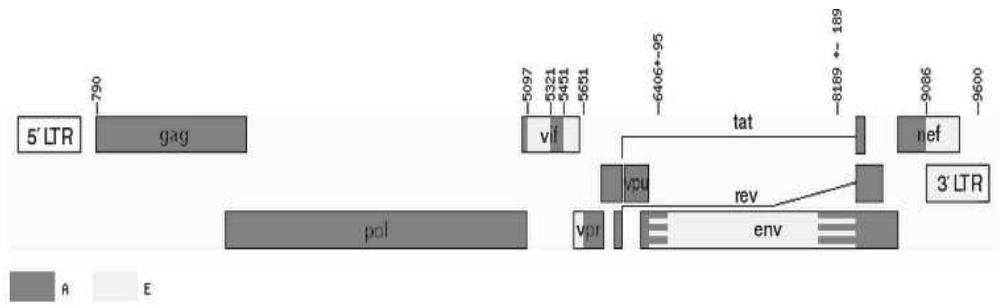 790
5097
5321
5451
5651
6406+-95
8189 +- 189
9086
9600
5' LTR
gag
vif
tat
nef
vpu
rev
3' LTR
pol
vpr
env
A
E